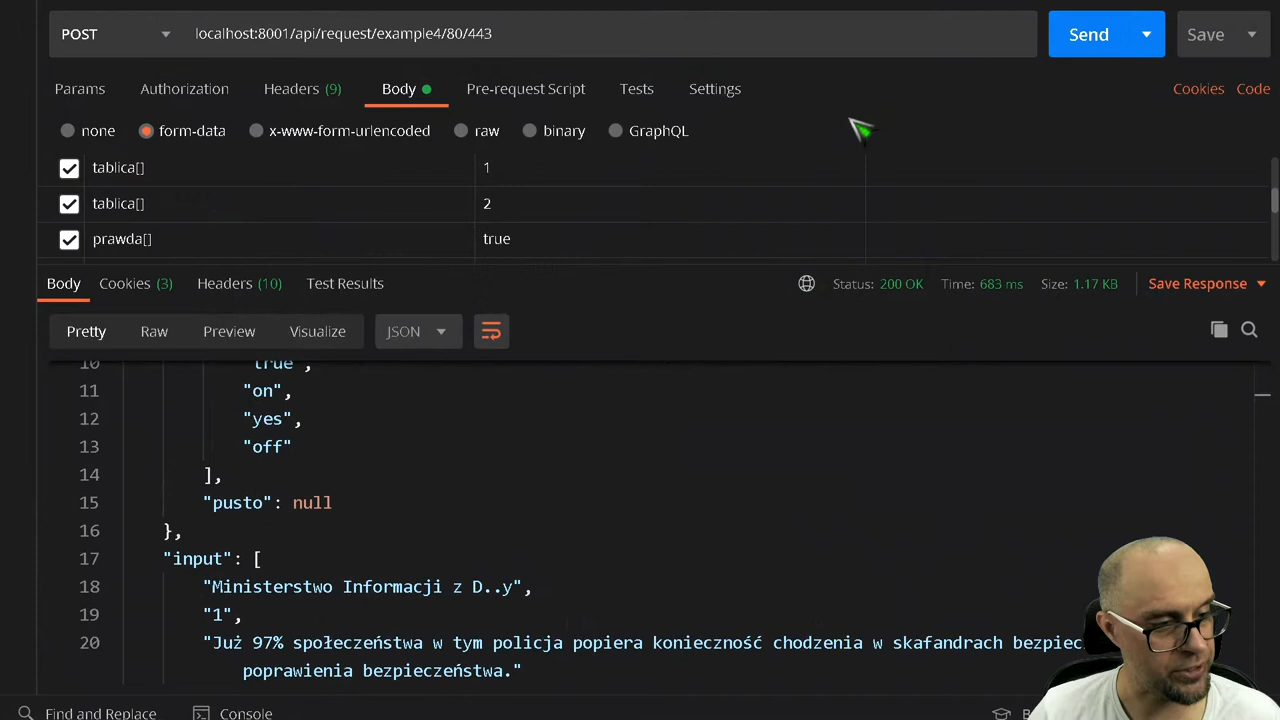 POST localhost:8001/api/request/example4/80/443 Send Save
Params Authorization Headers (9) Body Pre-request Script Tests Settings Cookies Code
none form-data x-www-form-urlencoded raw binary GraphQL
tablica[] 1
tablica[] 2
prawda[] true
Body Cookies (3) Headers (10) Test Results Status: 200 OK Time: 683 ms Size: 1.17 KB Save Response
Pretty Raw Preview Visualize JSON
10 "true",
11 "on",
12 "yes",
13 "off"
14 ],
15 "pusto": null
16 },
17 "input": [
18 "Ministerstwo Informacji z D..y",
19 "1",
20 "Już 97% społeczeństwa w tym policja popiera konieczność chodzenia w skafandrach
poprawienia bezpieczeństwa."
Find and Replace Console